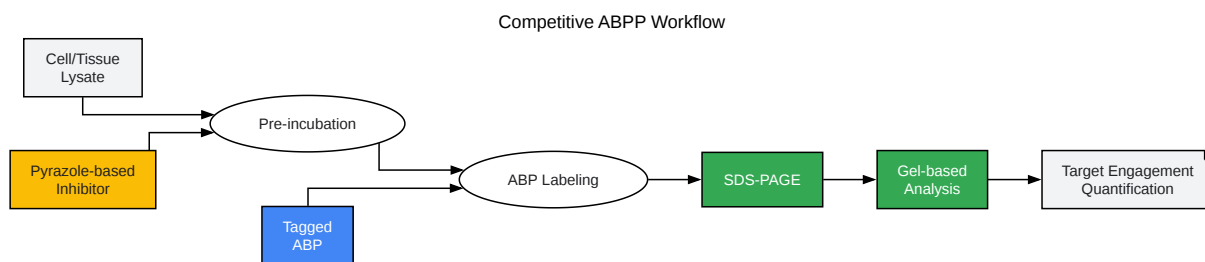 Competitive ABPP Workflow
Cell/Tissue
Lysate
Pyrazole-based
Inhibitor
Pre-incubation
Tagged
ABP
ABP Labeling
SDS-PAGE
Gel-based
Analysis
Target Engagement
Quantification